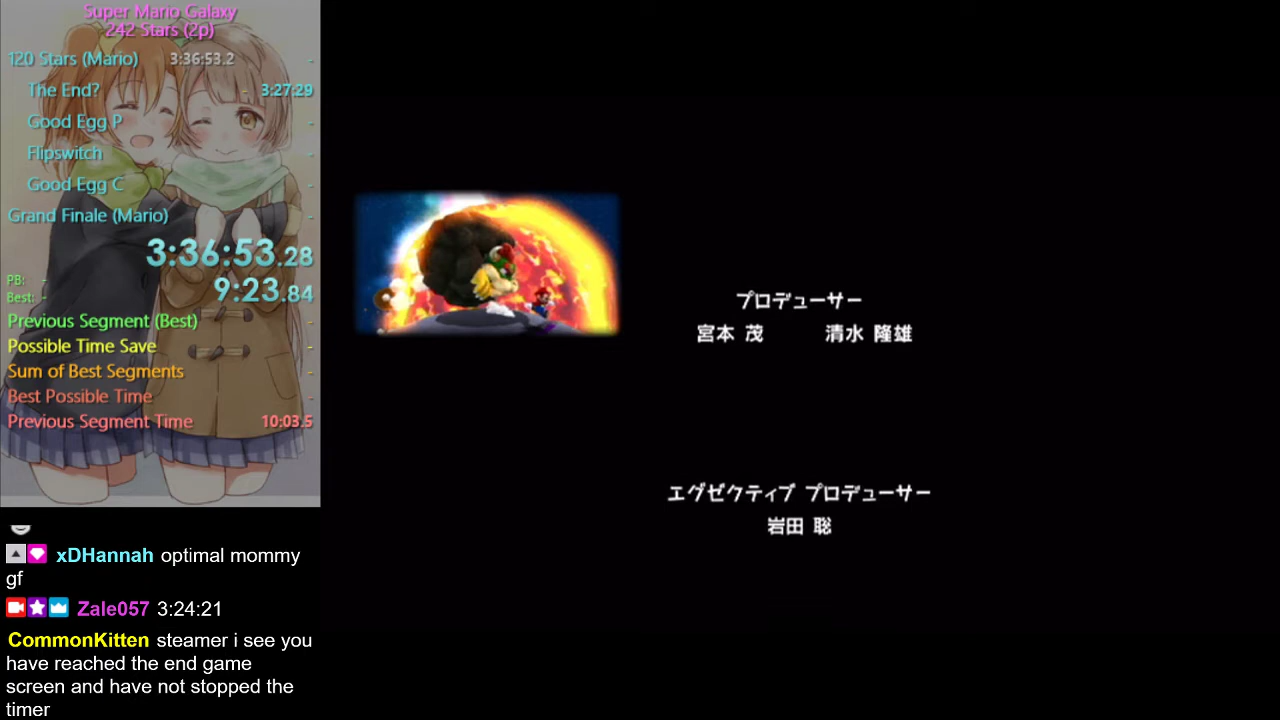 Super Mario Galaxy
242 Stars (2p)
120 Stars (Mario) 3:36:53.2 -
The End? - 3:27:29
Good Egg P -
Flipswitch -
Good Egg C -
Grand Finale (Mario) -
3:36:53.28
PB: - 9:23.84
Best: -
Previous Segment (Best) -
Possible Time Save -
Sum of Best Segments -
Best Possible Time -
Previous Segment Time 10:03.5
xDHannah optimal mommy
gf
Zale057 3:24:21
CommonKitten steamer i see you
have reached the end game
screen and have not stopped the
timer
プロデューサー
宮本 茂 清水 隆雄
エグゼクティブ プロデューサー
岩田 聡